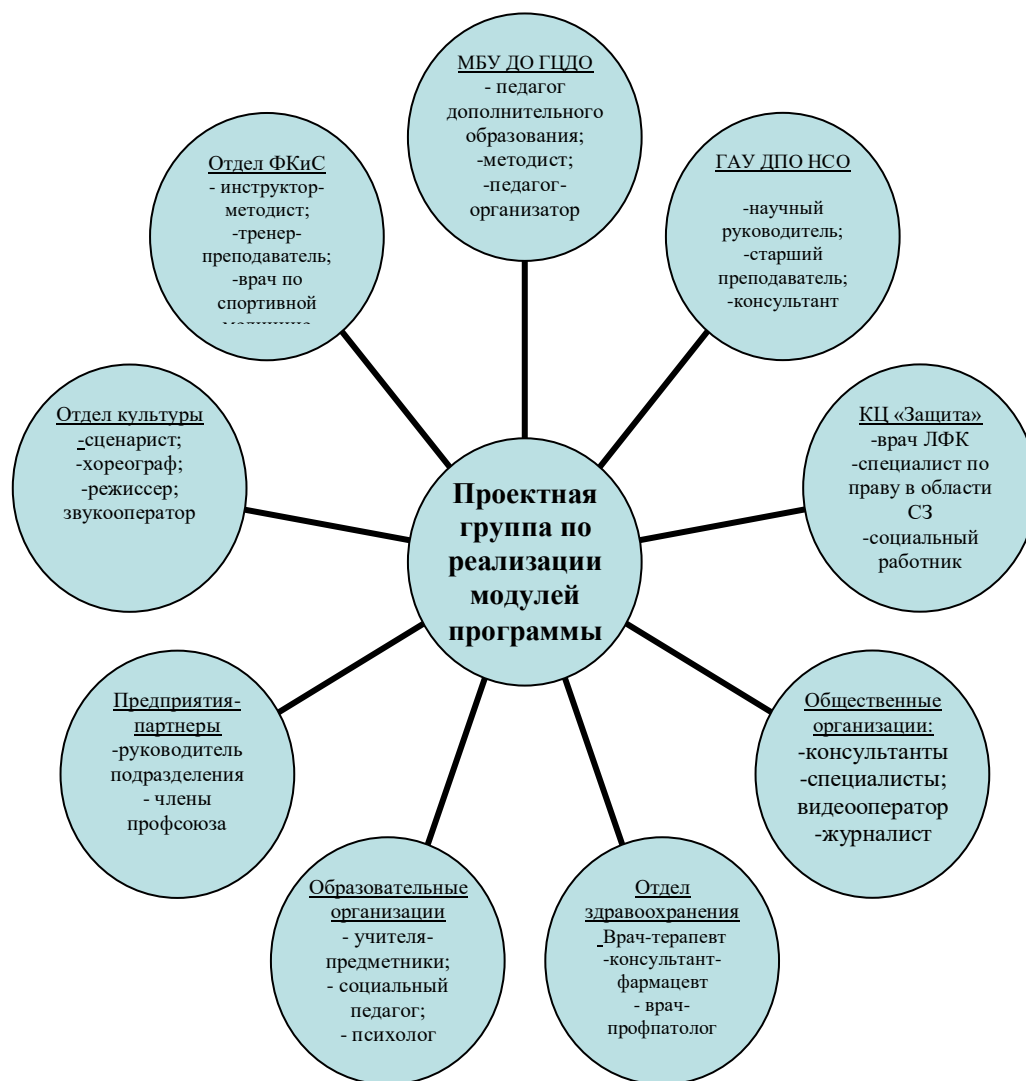 МБУ ДО ГЦДО
- педагог
дополнительного
образования;
-методист;
-педагог-
организатор
ГАУ ДПО НСО
-научный
руководитель;
-старший
преподаватель;
-консультант
КЦ «Защита»
-врач ЛФК
-специалист по
праву в области
СЗ
-социальный
работник
Общественные
организации:
-консультанты
-специалисты;
видеооператор
-журналист
Отдел
здравоохранения
Врач-терапевт
-консультант-
фармацевт
- врач-
профпатолог
Образовательные
организации
- учителя-
предметники;
- социальный
педагог;
- психолог
Предприятия-
партнеры
-руководитель
подразделения
- члены
профсоюза
Отдел культуры
-сценарист;
-хореограф;
-режиссер;
звукооператор
Отдел ФКиС
- инструктор-
методист;
-тренер-
преподаватель;
-врач по
спортивной
Проектная
группа по
реализации
модулей
программы